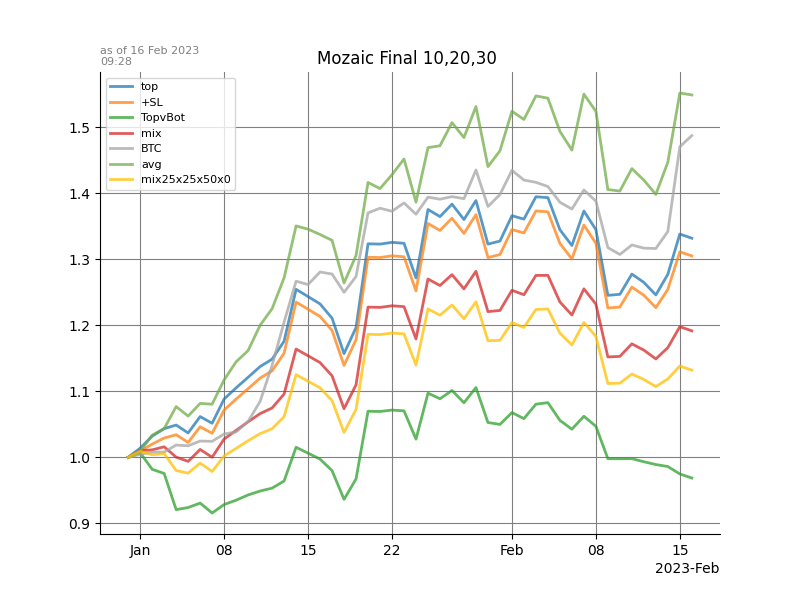 as of 16 Feb 2023
09:28
Mozaic Final 10,20,30
top
+SL
TopvBot
mix
BTC
avg
mix25x25x50x0
1.5
1.4
1.3
1.2
1.1
1.0
0.9
Jan 08 15 22 Feb 08 15
2023-Feb